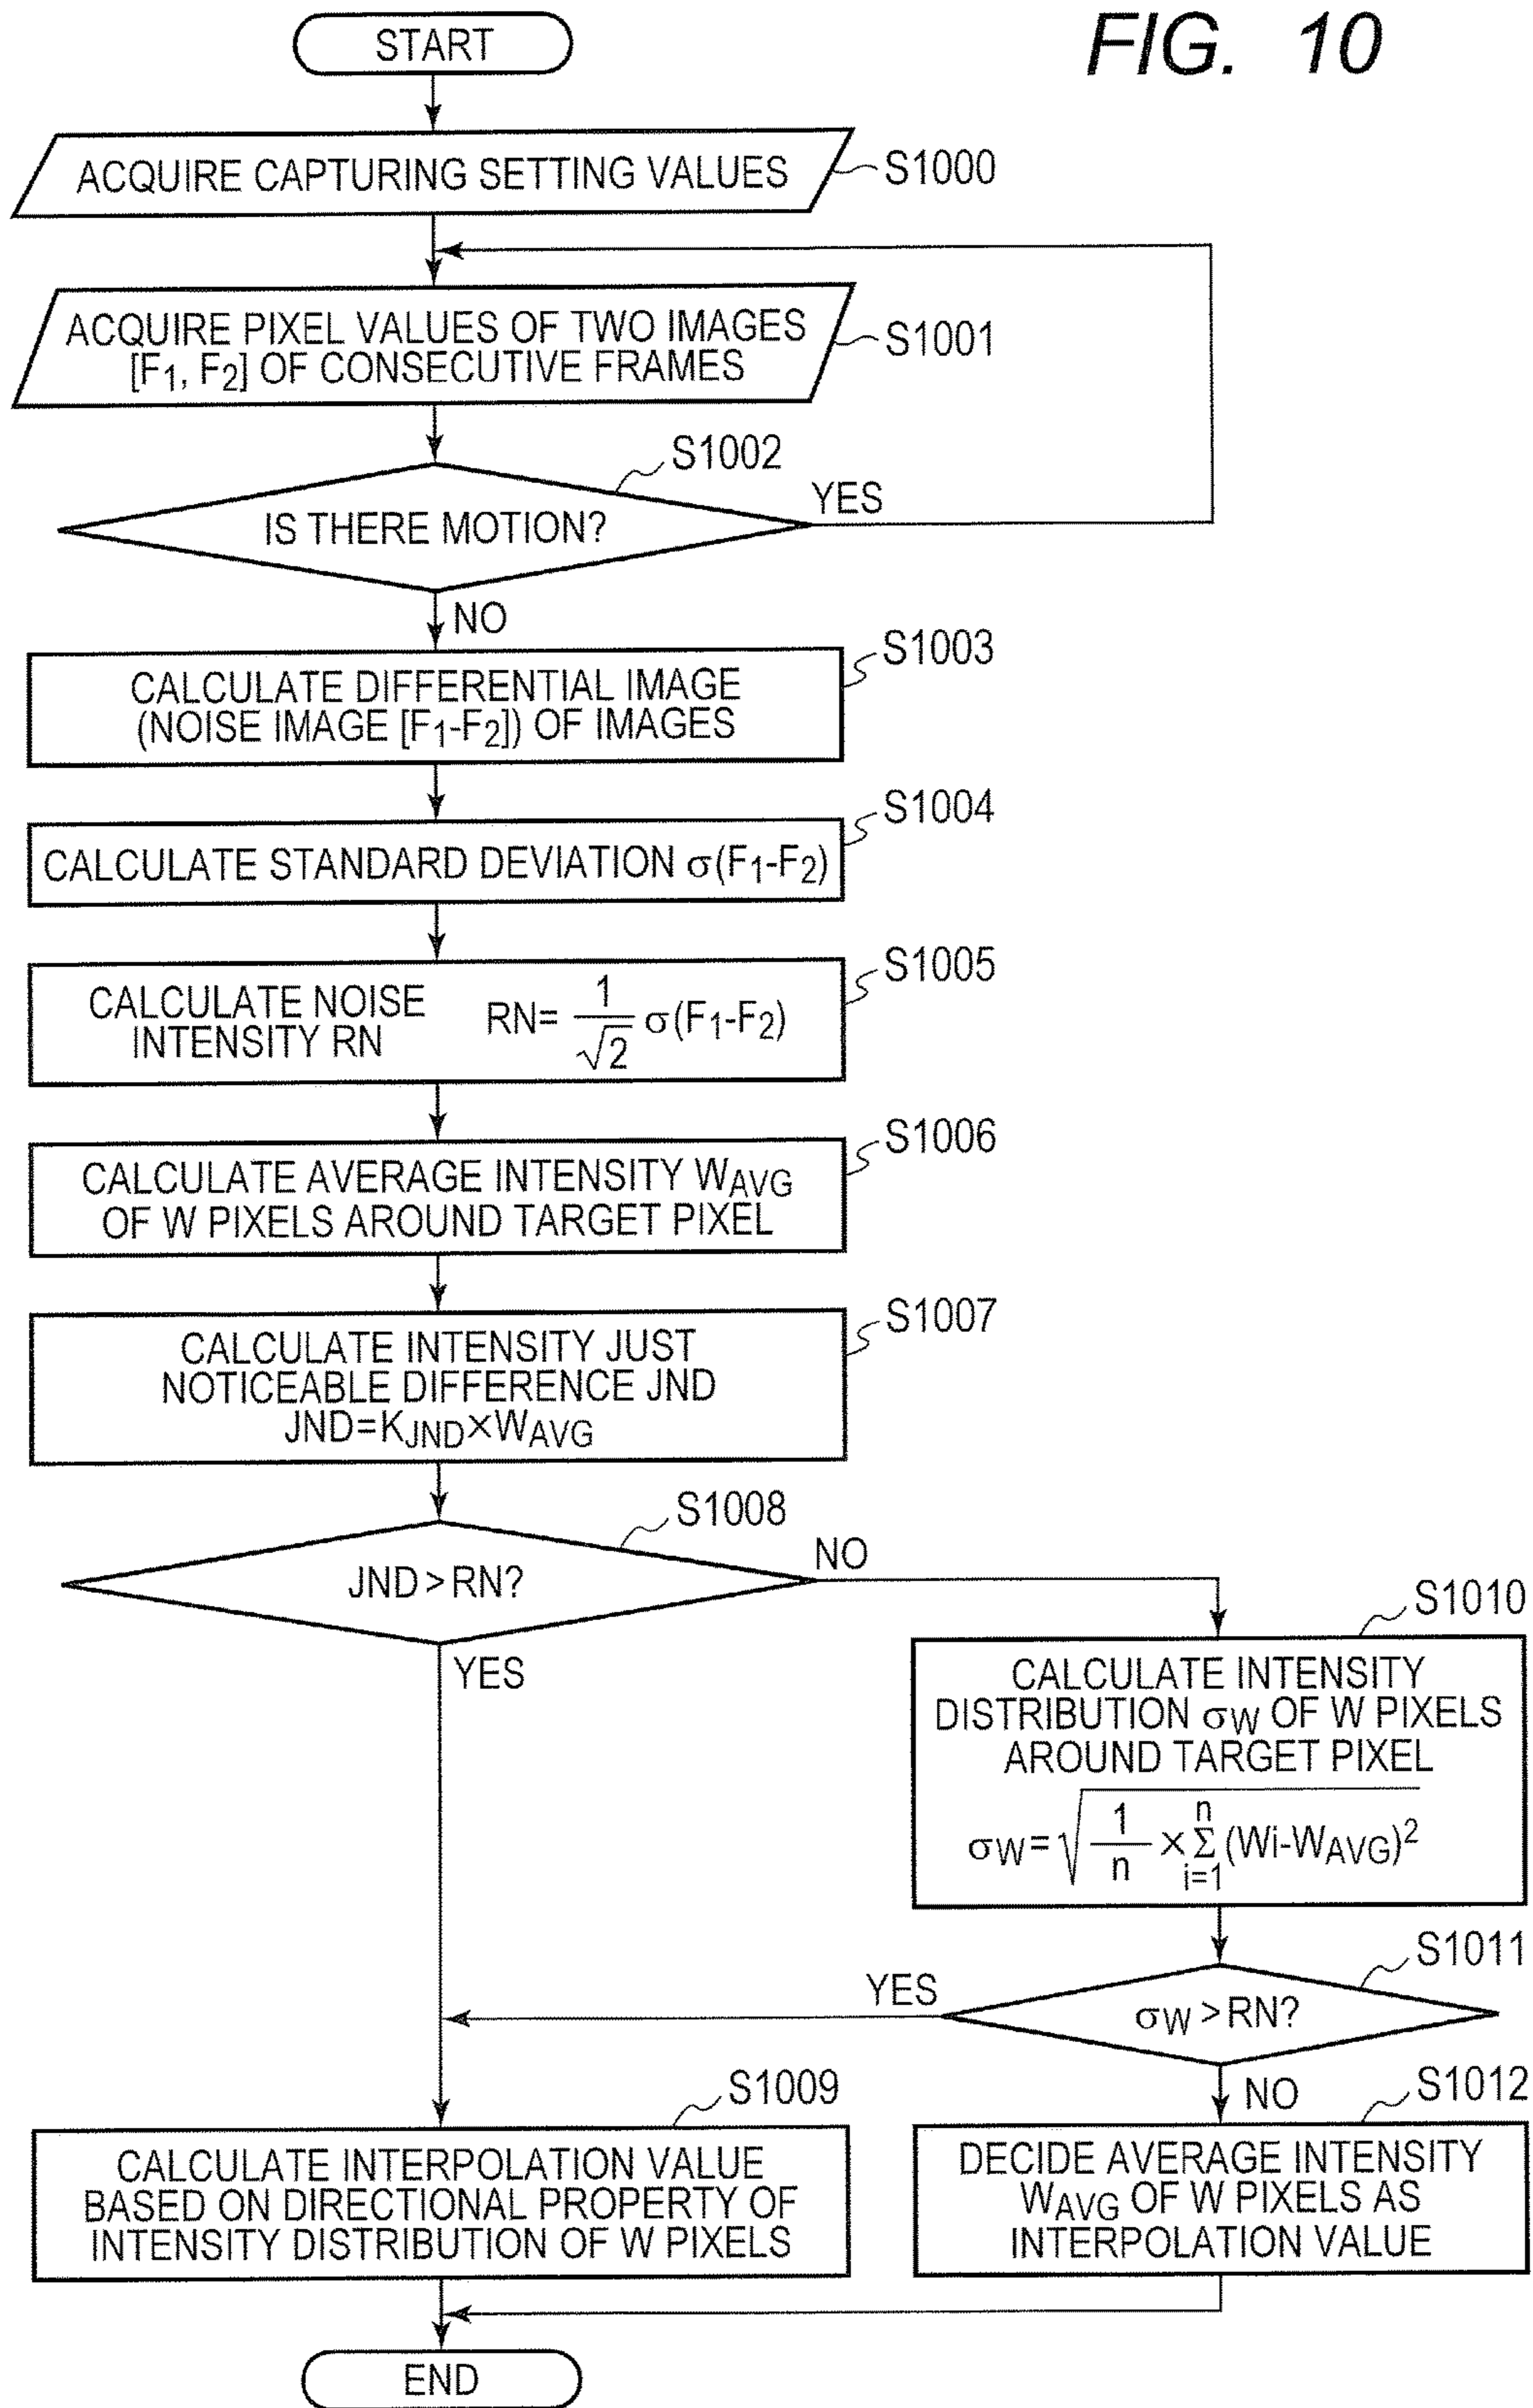 FIG. 10
START
ACQUIRE CAPTURING SETTING VALUES
S1000
ACQUIRE PIXEL VALUES OF TWO IMAGES
[F1, F2] OF CONSECUTIVE FRAMES
S1001
S1002
IS THERE MOTION?
YES
NO
S1003
CALCULATE DIFFERENTIAL IMAGE
(NOISE IMAGE [F1-F2]) OF IMAGES
S1004
CALCULATE STANDARD DEVIATION σ(F1-F2)
S1005
CALCULATE NOISE
INTENSITY RN
RN= 1/√2 σ(F1-F2)
S1006
CALCULATE AVERAGE INTENSITY WAVG
OF W PIXELS AROUND TARGET PIXEL
S1007
CALCULATE INTENSITY JUST
NOTICEABLE DIFFERENCE JND
JND=KJND×WAVG
S1008
JND>RN?
NO
YES
S1010
CALCULATE INTENSITY
DISTRIBUTION σW OF W PIXELS
AROUND TARGET PIXEL
σW=√(1/n × Σ i=1 n (Wi-WAVG)2)
S1011
σW>RN?
YES
NO
S1009
CALCULATE INTERPOLATION VALUE
BASED ON DIRECTIONAL PROPERTY OF
INTENSITY DISTRIBUTION OF W PIXELS
S1012
DECIDE AVERAGE INTENSITY
WAVG OF W PIXELS AS
INTERPOLATION VALUE
END